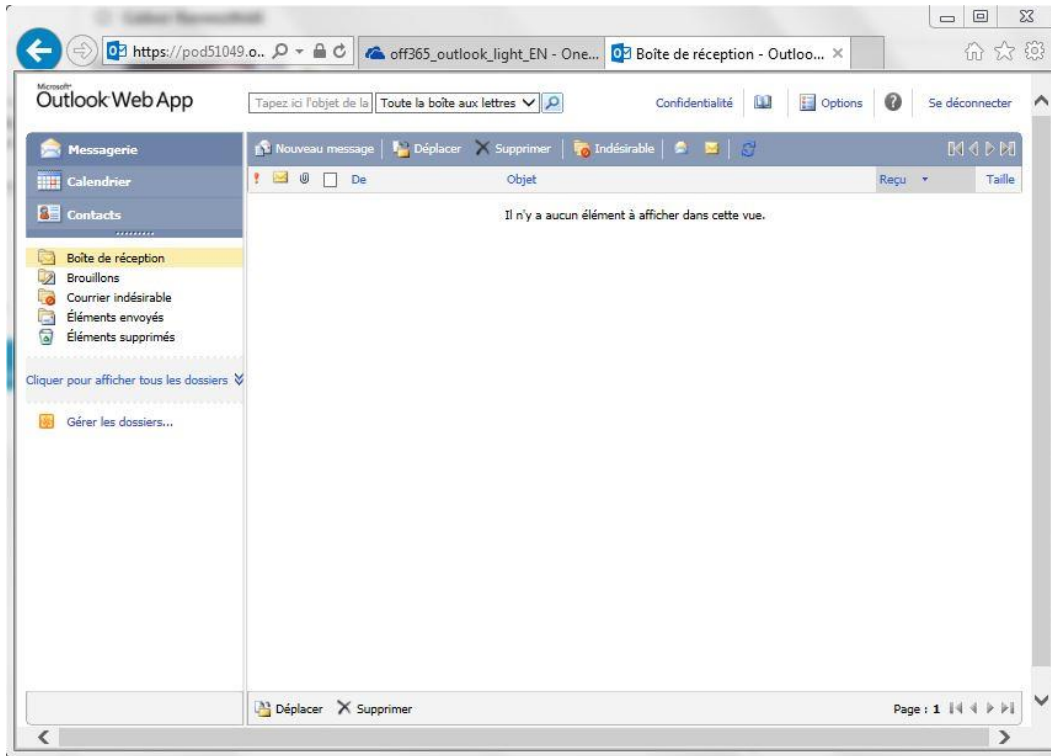 https://pod51049.o..
off365_outlook_light_EN - One...
Boîte de réception - Outloo...
Microsoft
Outlook Web App
Tapez ici l'objet de la
Toute la boîte aux lettres
Confidentialité
Options
Se déconnecter
Messagerie
Calendrier
Contacts
Nouveau message
Déplacer
Supprimer
Indésirable
De
Objet
Reçu
Taille
Il n'y a aucun élément à afficher dans cette vue.
Boîte de réception
Brouillons
Courrier indésirable
Éléments envoyés
Éléments supprimés
Cliquer pour afficher tous les dossiers
Gérer les dossiers...
Déplacer
Supprimer
Page : 1